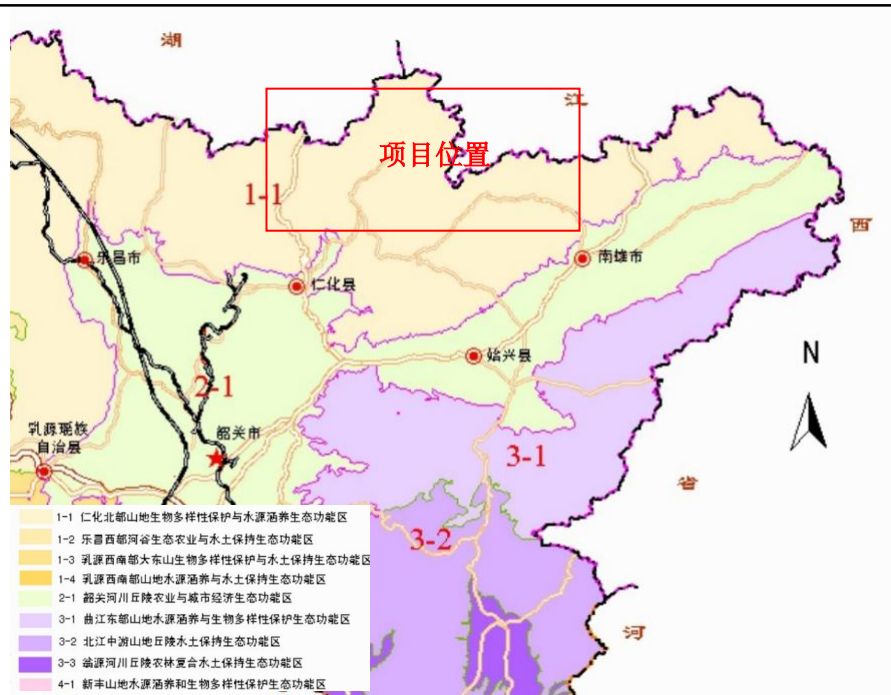 湖
江
项目位置
1-1
西
乐昌市
南雄市
仁化县
N
始兴县
2-1
乳源瑶族
自治县
韶关市
3-1
省
3-2
河
1-1 仁化北部山地生物多样性保护与水源涵养生态功能区
1-2 乐昌西部河谷生态农业与水土保持生态功能区
1-3 乳源西南部大东山生物多样性保护与水土保持生态功能区
1-4 乳源西南部山地水源涵养与水土保持生态功能区
2-1 韶关河川丘陵农业与城市经济生态功能区
3-1 曲江东部山地水源涵养与生物多样性保护生态功能区
3-2 北江中游山地丘陵水土保持生态功能区
3-3 翁源河川丘陵农林复合水土保持生态功能区
4-1 新丰山地水源涵养和生物多样性保护生态功能区